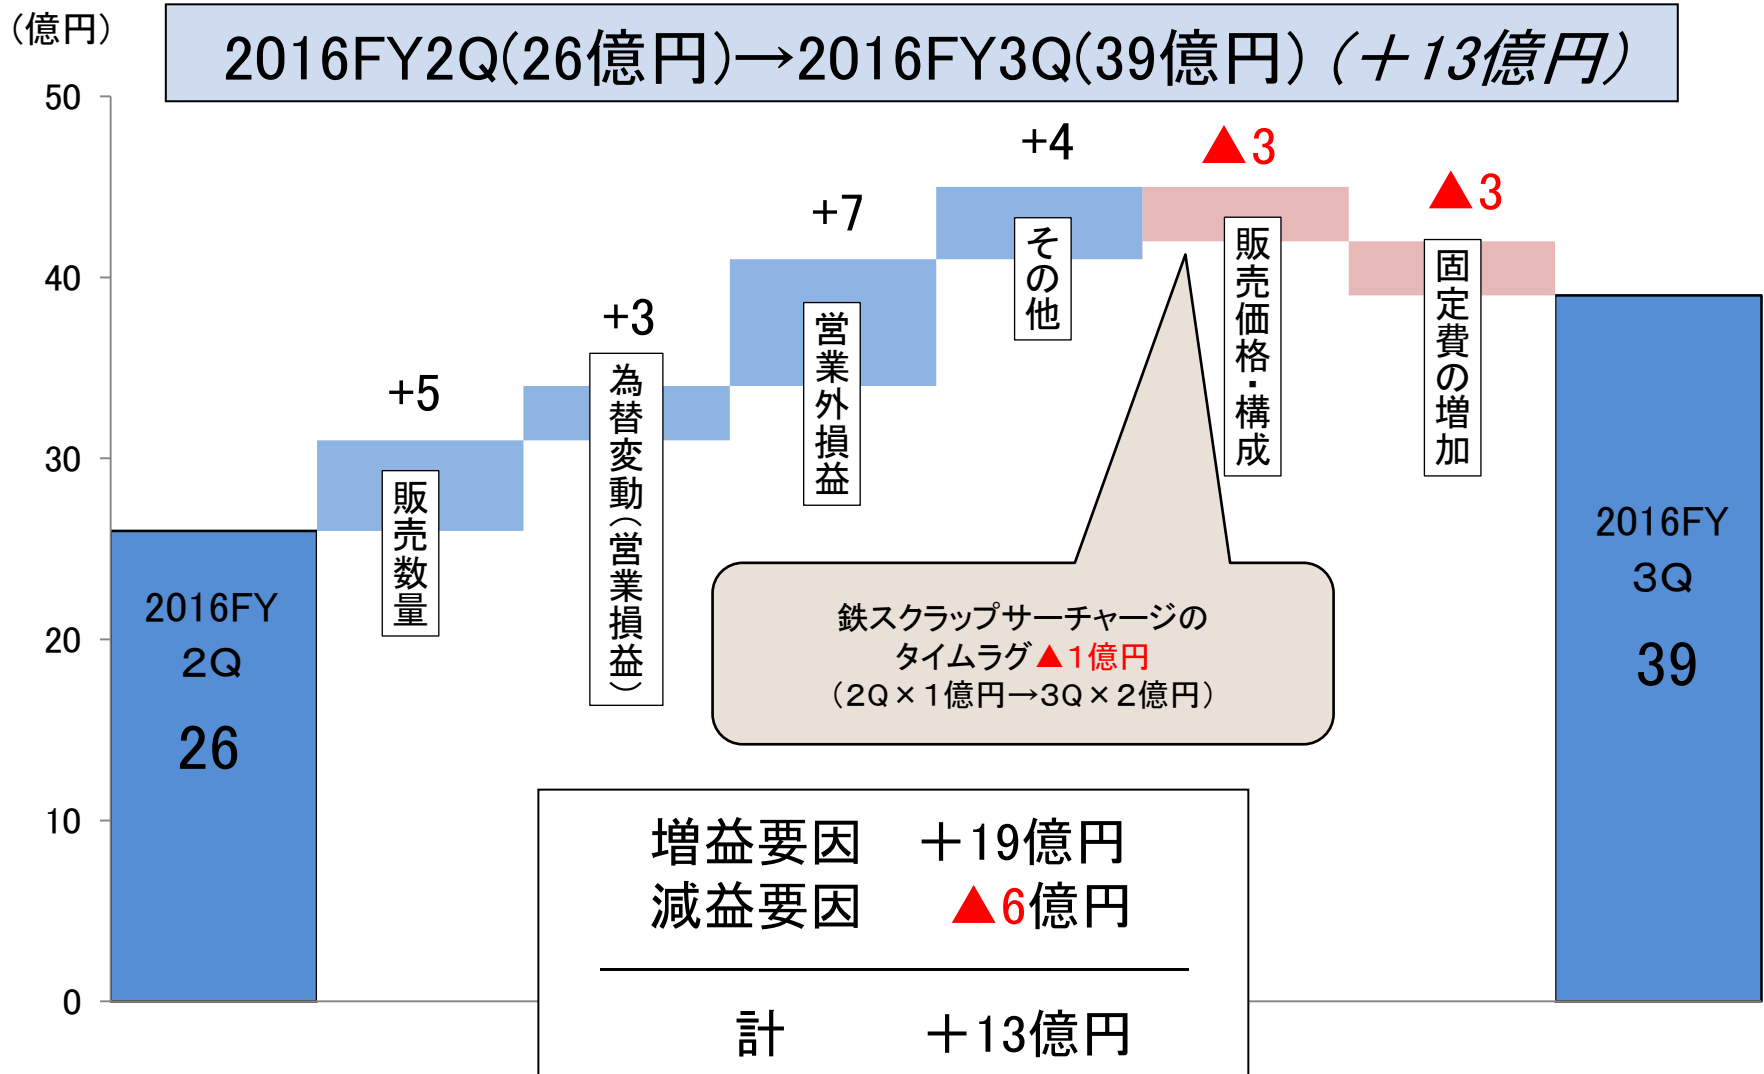 （億円）
2016FY2Q(26億円)→2016FY3Q(39億円)（＋13億円）
50
40
30
20
10
0
2016FY
2Q
26
+5
販売数量
+3
為替変動（営業損益）
+7
営業外損益
+4
その他
▲3
販売価格・構成
▲3
固定費の増加
2016FY
3Q
39
鉄スクラップサーチャージの
タイムラグ▲1億円
（2Q×1億円→3Q×2億円）
増益要因　＋19億円
減益要因　▲6億円
計　＋13億円